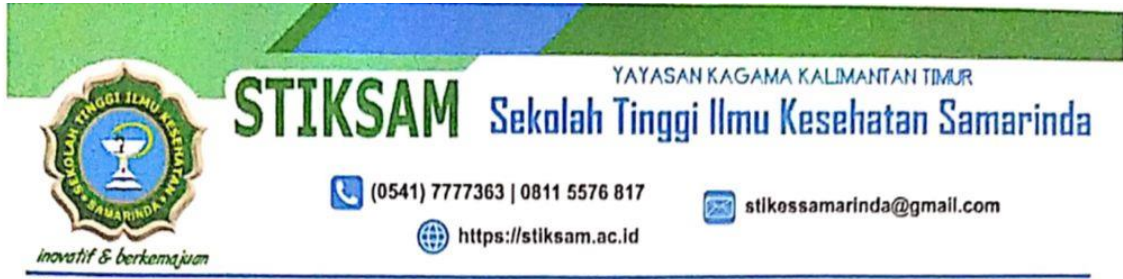 YAYASAN KAGAMA KALIMANTAN TIMUR
STIKSAM Sekolah Tinggi Ilmu Kesehatan Samarinda
SEKOLAH TINGGI ILMU KESEHATAN
SAMARINDA
(0541) 7777363 | 0811 5576 817
stikessamarinda@gmail.com
https://stiksam.ac.id
inovatif & berkemajuan